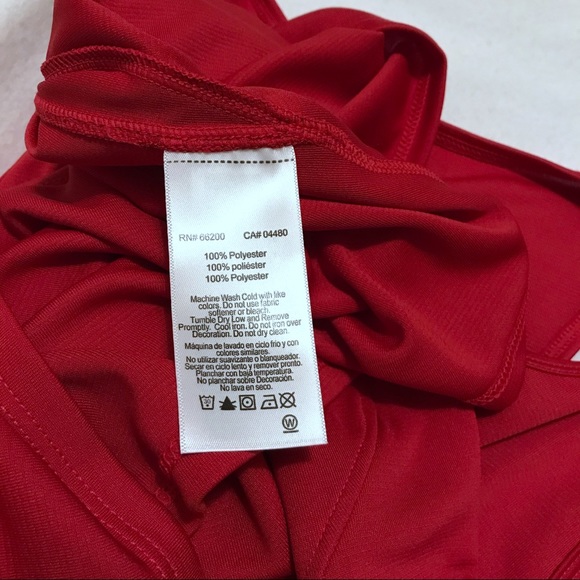 RN# 66200 CA# 04480
100% Polyester
100% poliéster
100% Polyester
Machine Wash Cold with like
colors. Do not use fabric
softener or bleach.
Tumble Dry Low and Remove
Promptly. Cool iron. Do not iron over
Decoration. Do not dry clean.
Máquina de lavado en ciclo frio y con
colores similares.
No utilizar suavizante o blanqueador.
Secar en ciclo lento y remover pronto.
Planchar con baja temperatura.
No planchar sobre Decoración.
No lava en seco.
W